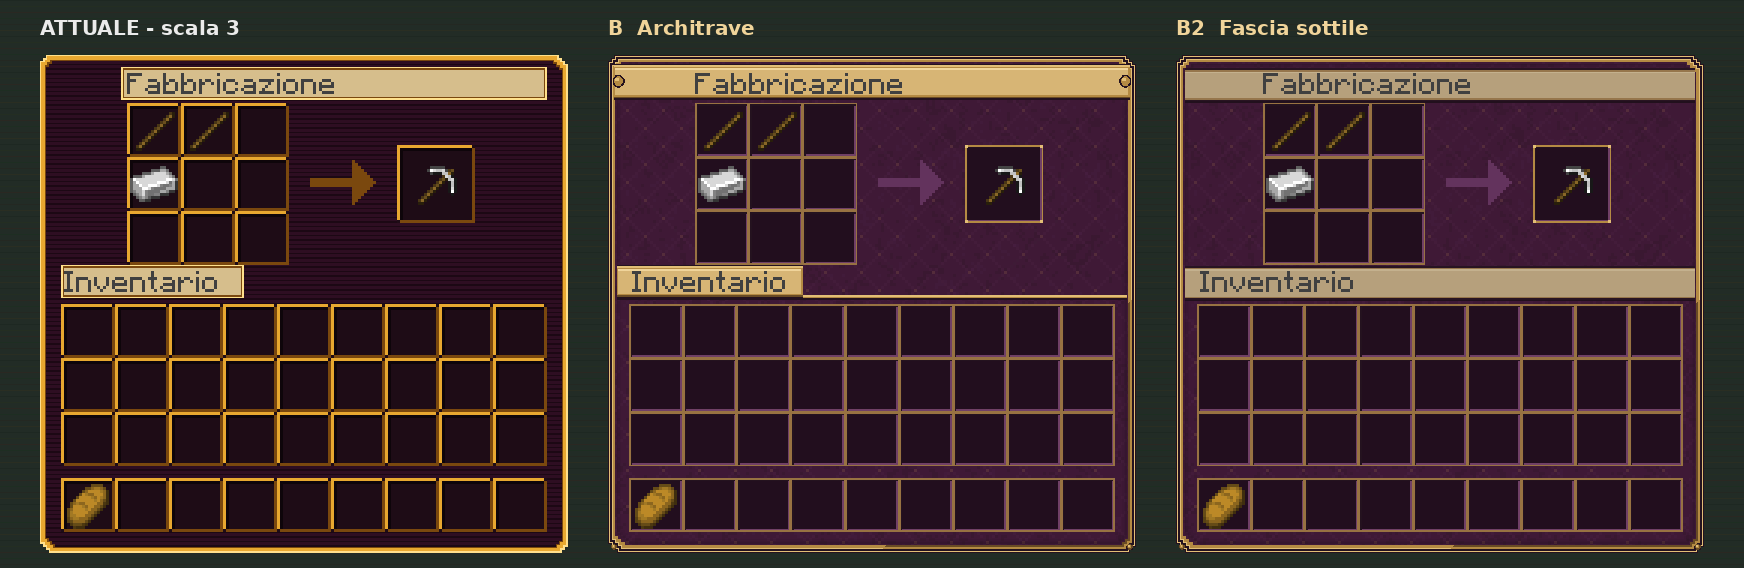 ATTUALE - scala 3
Fabbricazione
Inventario
B Architrave
Fabbricazione
Inventario
B2 Fascia sottile
Fabbricazione
Inventario